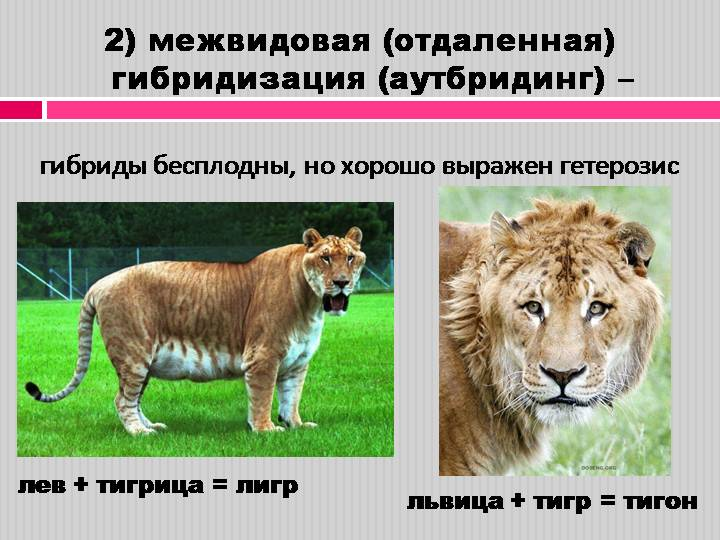 2) межвидовая (отдаленная)
гибридизация (аутбридинг) –
гибриды бесплодны, но хорошо выражен гетерозис
лев + тигрица = лигр
львица + тигр = тигон